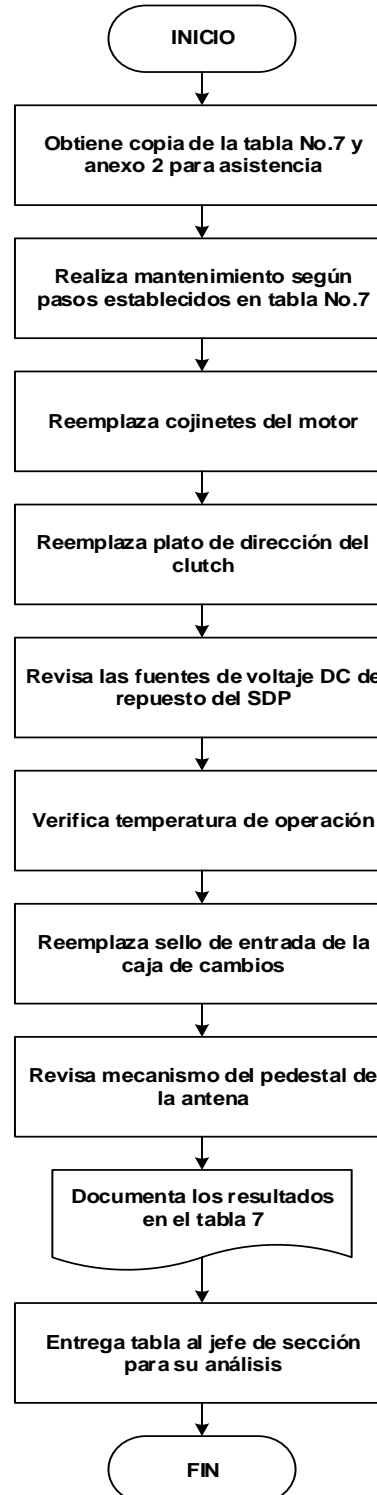 INICIO
Obtiene copia de la tabla No.7 y
anexo 2 para asistencia
Realiza mantenimiento según
pasos establecidos en tabla No.7
Reemplaza cojinetes del motor
Reemplaza plato de dirección del
clutch
Revisa las fuentes de voltaje DC de
repuesto del SDP
Verifica temperatura de operación
Reemplaza sello de entrada de la
caja de cambios
Revisa mecanismo del pedestal de
la antena
Documenta los resultados
en el tabla 7
Entrega tabla al jefe de sección
para su análisis
FIN